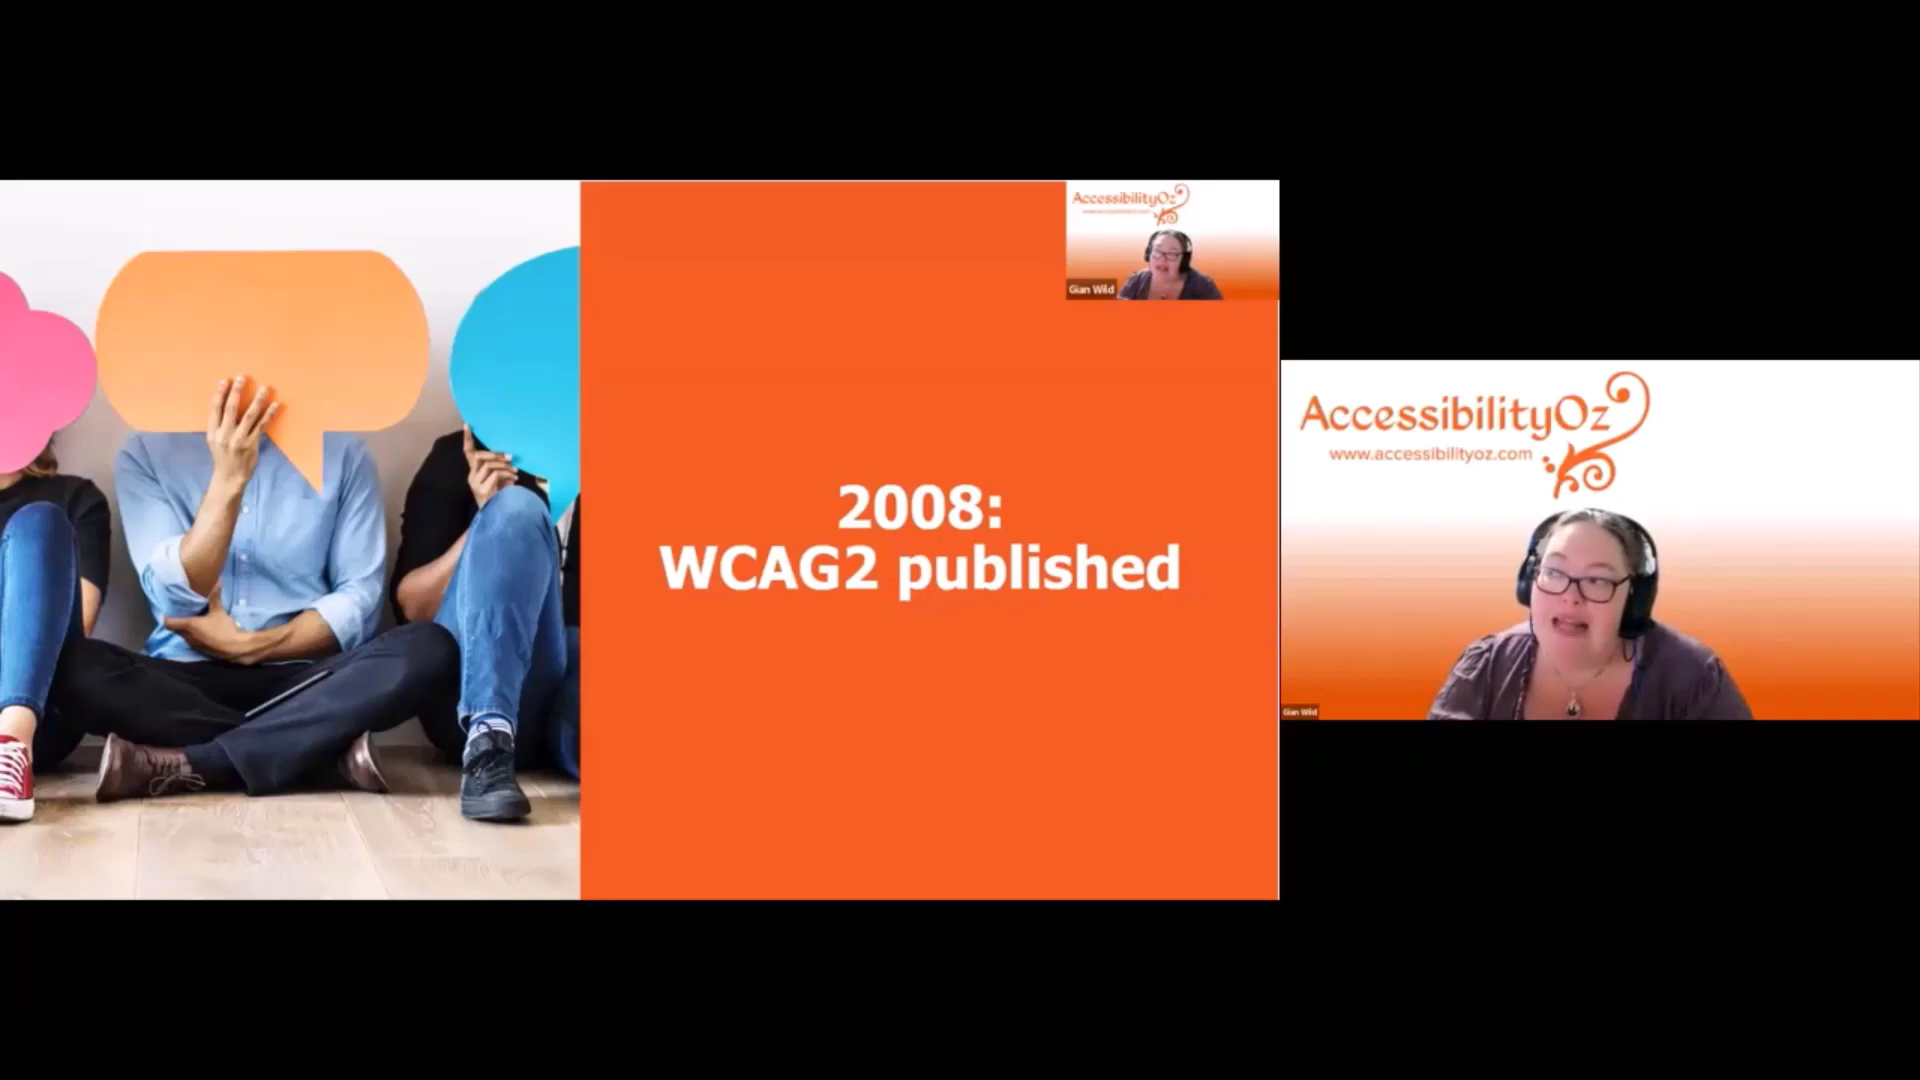 AccessibilityOz
Gian Wild
2008:
WCAG2 published
AccessibilityOz
www.accessibilityoz.com
Gian Wild